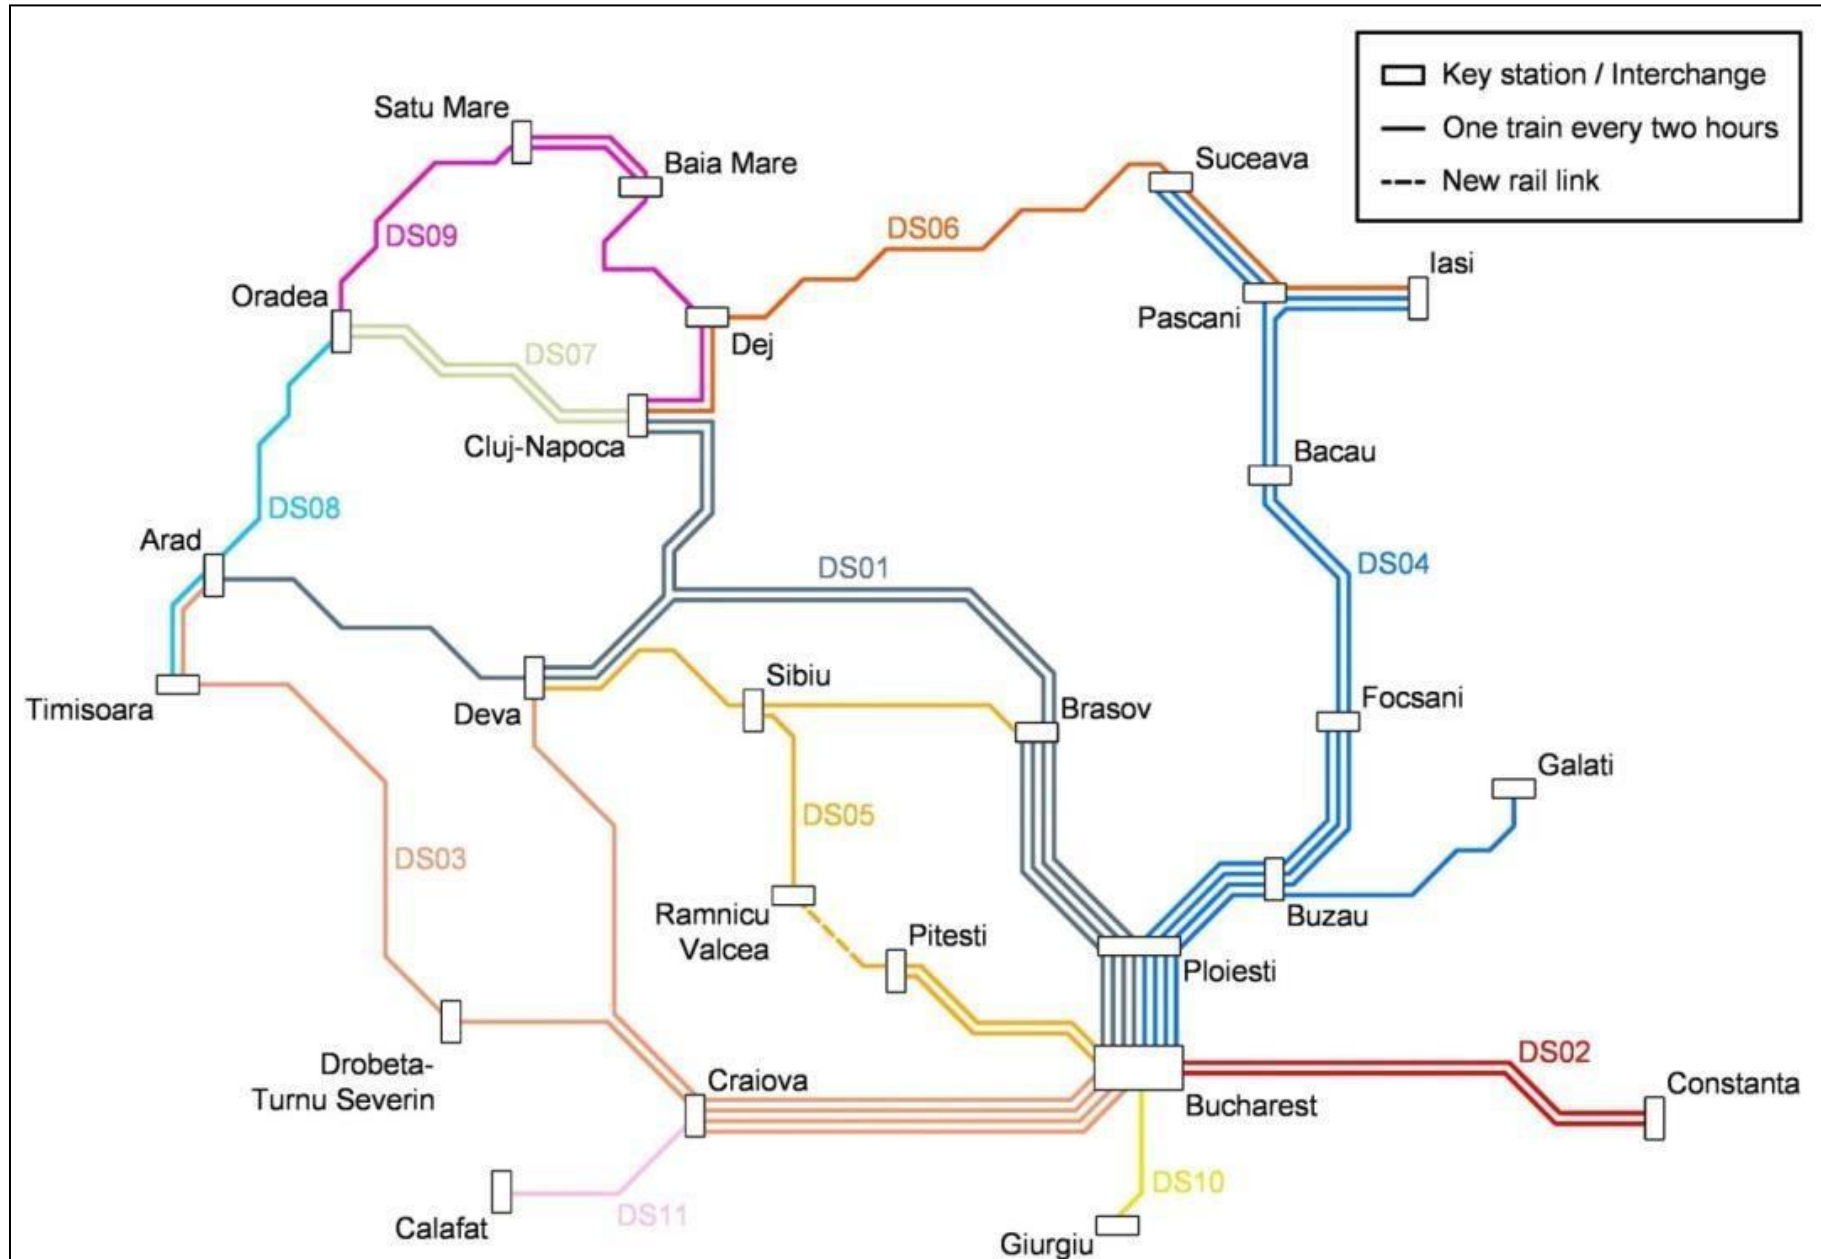 Key station / Interchange
One train every two hours
New rail link
Satu Mare
Baia Mare
Suceava
DS09
DS06
Iasi
Oradea
Pascani
Dej
DS07
Cluj-Napoca
Bacau
DS08
Arad
DS01
DS04
Sibiu
Timisoara
Deva
Brasov
Focsani
Galati
DS03
DS05
Ramnicu
Valcea
Pitesti
Buzau
Ploiesti
Drobeta-
Turnu Severin
Craiova
Bucharest
DS02
Constanta
Calafat
DS11
DS10
Giurgiu